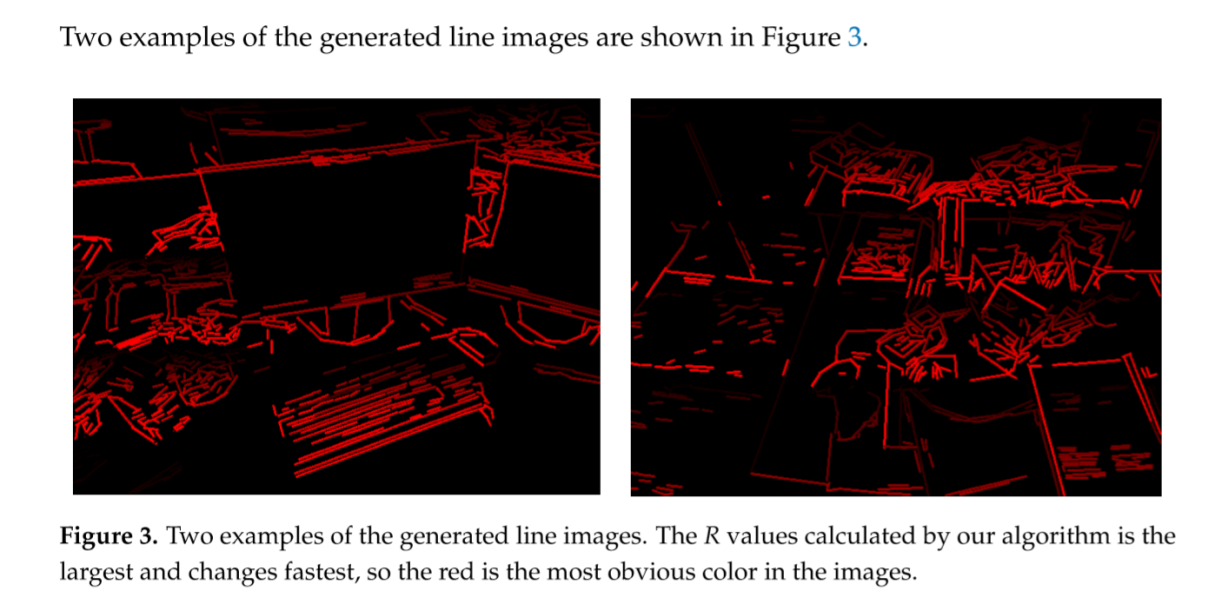 Two examples of the generated line images are shown in Figure 3.
Figure 3. Two examples of the generated line images. The R values calculated by our algorithm is the
largest and changes fastest, so the red is the most obvious color in the images.